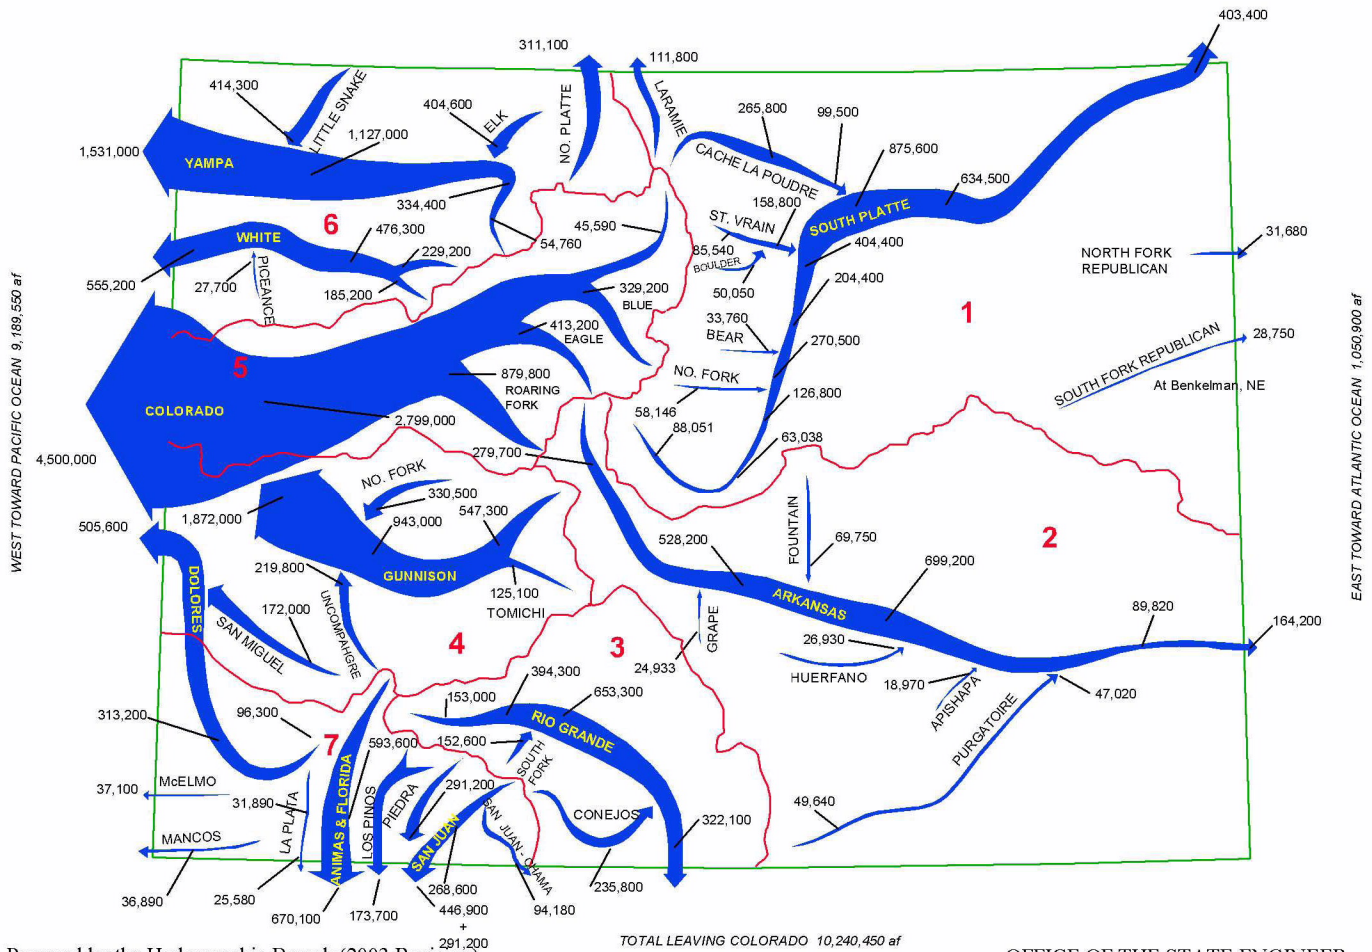 403,400
311,100
111,800
414,300
LITTLE SNAKE
404,600
ELK
NO. PLATTE
LARAMIE
265,800
99,500
1,531,000
YAMPA
1,127,000
CACHE LA POUDRE
875,600
634,500
334,400
158,800
SOUTH PLATTE
6
45,590
ST. VRAIN
476,300
WHITE
54,760
85,540
404,400
31,680
229,200
BOULDER
NORTH FORK
REPUBLICAN
555,200
27,700
PICEANCE
185,200
329,200
BLUE
50,050
204,400
1
33,760
BEAR
413,200
EAGLE
270,500
SOUTH FORK REPUBLICAN
28,750
5
879,800
ROARING
FORK
NO. FORK
126,800
At Benkelman, NE
COLORADO
2,799,000
58,146
88,051
63,038
4,500,000
279,700
WEST TOWARD PACIFIC OCEAN 9,189,550 af
EAST TOWARD ATLANTIC OCEAN 1,050,900 af
NO. FORK
330,500
1,872,000
943,000
547,300
505,600
FOUNTAIN
69,750
528,200
2
699,200
219,800
GUNNISON
125,100
TOMICHI
DOLORES
172,000
SAN MIGUEL
UNCOMPAHGRE
ARKANSAS
89,820
164,200
GRAPE
26,930
4
3
24,933
HUERFANO
18,970
APISHAPA
47,020
394,300
653,300
153,000
313,200
96,300
7
593,600
152,600
RIO GRANDE
SOUTH
FORK
PURGATOIRE
McELMO
37,100
31,890
LA PLATA
ANIMAS & FLORIDA
LOS PINOS
PIEDRA
291,200
SAN JUAN
SAN JUAN - CHAMA
CONEJOS
49,640
322,100
MANCOS
36,890
25,580
670,100
173,700
268,600
446,900
+
291,200
94,180
235,800
TOTAL LEAVING COLORADO 10,240,450 af